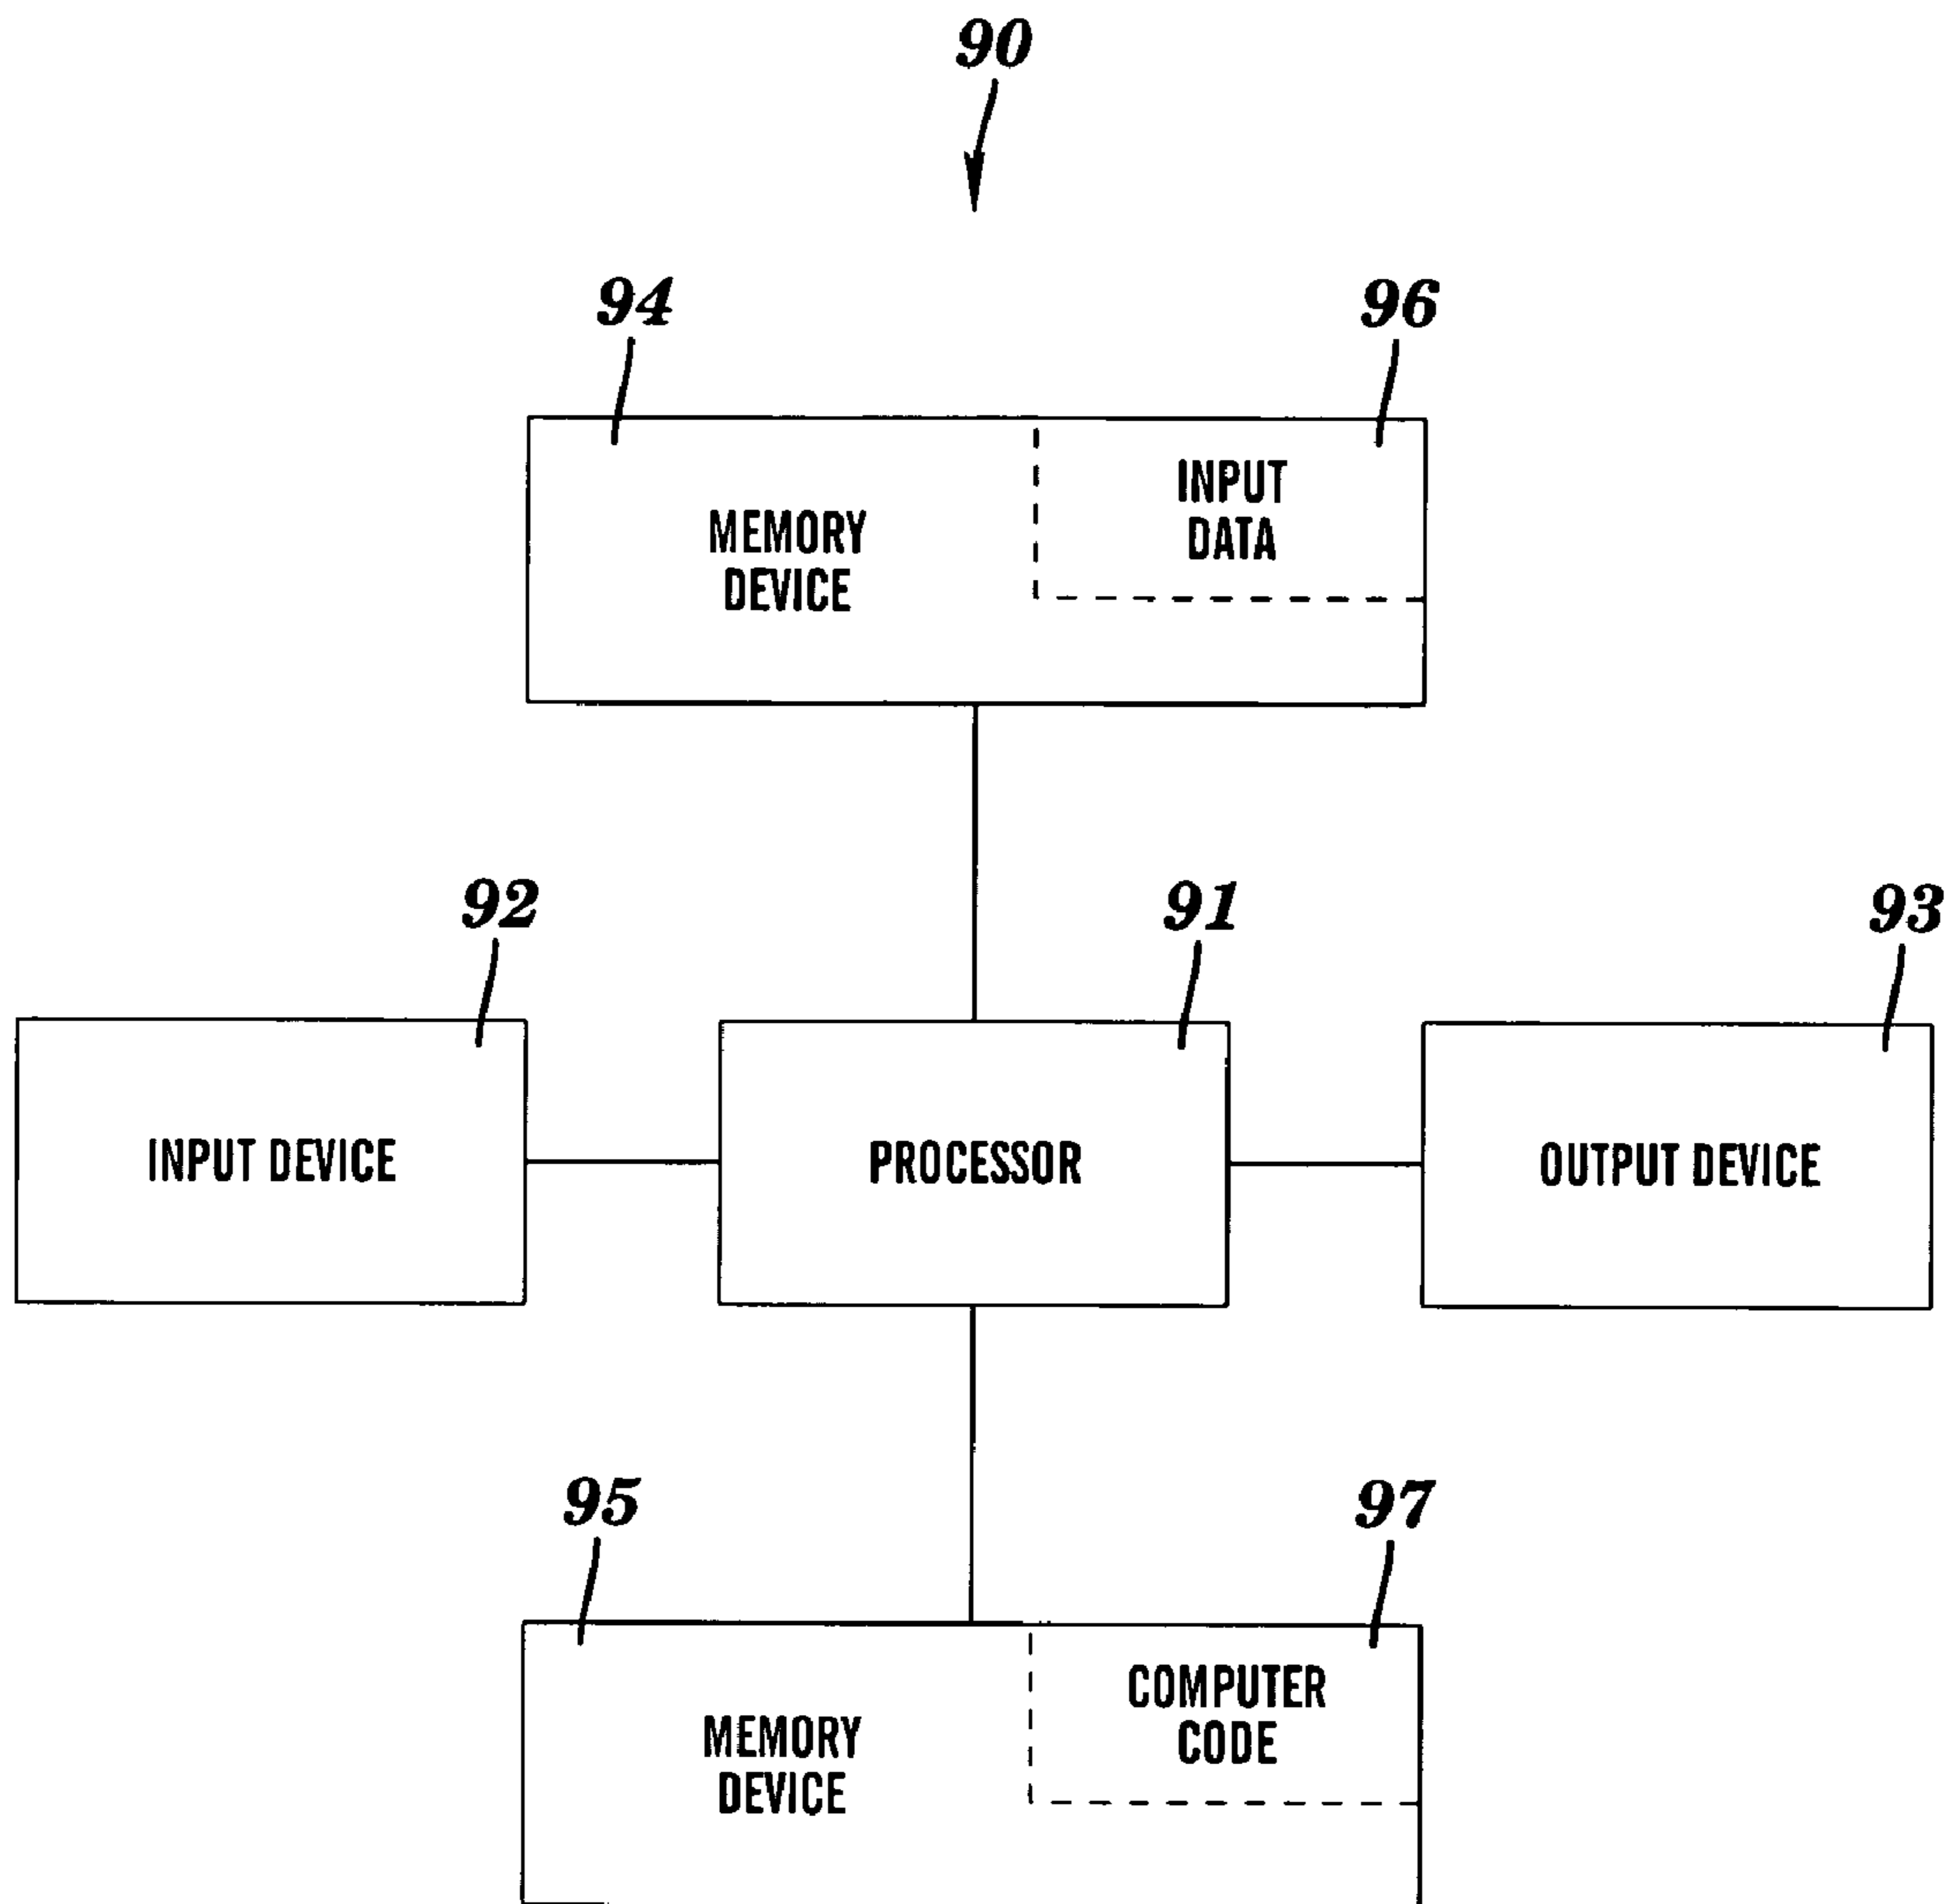 90
94
96
MEMORY
DEVICE
INPUT
DATA
92
91
93
INPUT DEVICE
PROCESSOR
OUTPUT DEVICE
95
97
MEMORY
DEVICE
COMPUTER
CODE